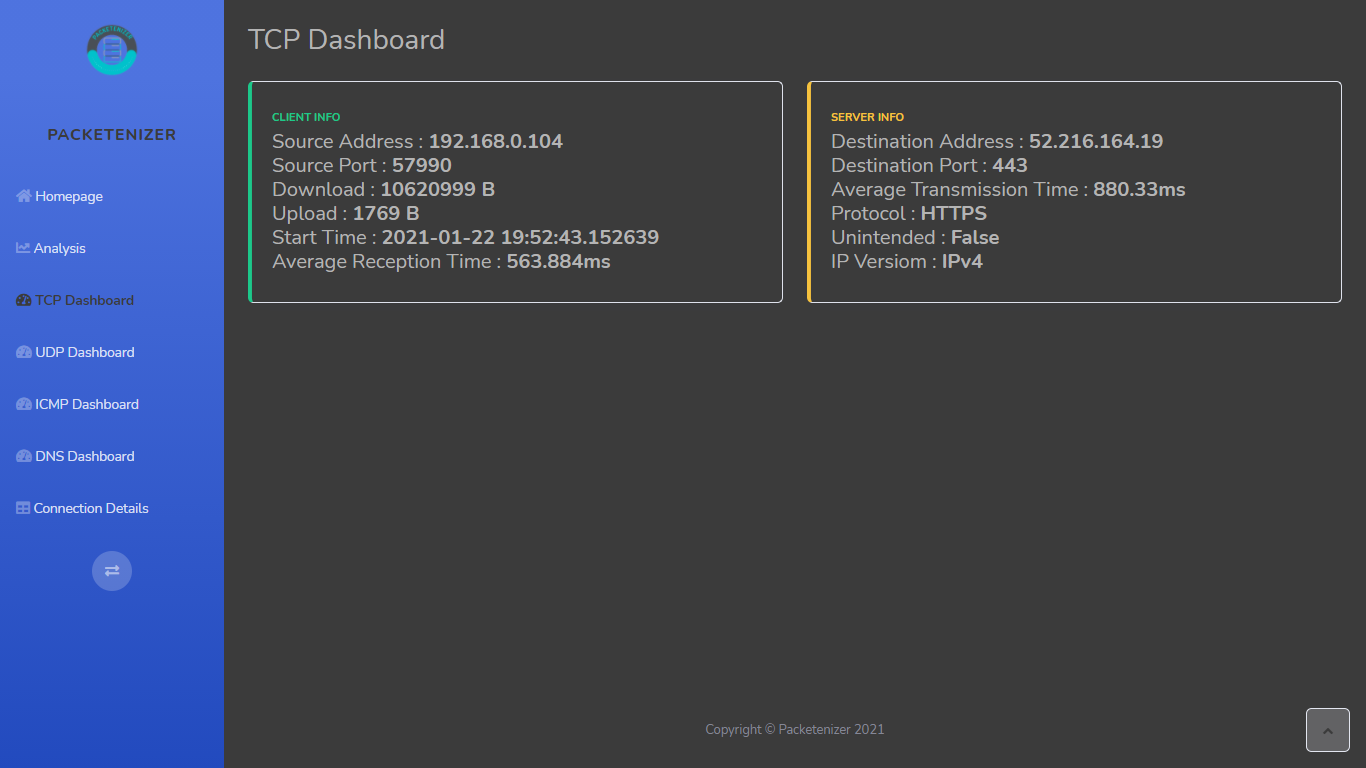 PACKETENIZER
PACKETENIZER
Homepage
Analysis
TCP Dashboard
UDP Dashboard
ICMP Dashboard
DNS Dashboard
Connection Details
TCP Dashboard
CLIENT INFO
Source Address : 192.168.0.104
Source Port : 57990
Download : 10620999 B
Upload : 1769 B
Start Time : 2021-01-22 19:52:43.152639
Average Reception Time : 563.884ms
SERVER INFO
Destination Address : 52.216.164.19
Destination Port : 443
Average Transmission Time : 880.33ms
Protocol : HTTPS
Unintended : False
IP Versiom : IPv4
Copyright © Packetenizer 2021